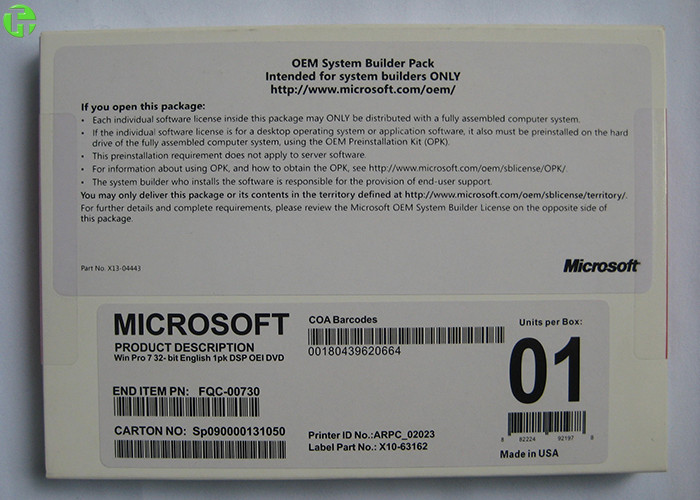 OEM System Builder Pack
Intended for system builders ONLY
http://www.microsoft.com/oem/
If you open this package:
• Each individual software license inside this package may ONLY be distributed with a fully assembled computer system.
• If the individual software license is for a desktop operating system or application software, it also must be preinstalled on the hard
drive of the fully assembled computer system, using the OEM Preinstallation Kit (OPK).
• This preinstallation requirement does not apply to server software.
• For information about using OPK, and how to obtain the OPK, see http://www.microsoft.com/oem/sblicense/OPK/.
• The system builder who installs the software is responsible for the provision of end-user support.
You may only deliver this package or its contents in the territory defined at http://www.microsoft.com/oem/sblicense/territory/.
For further details and complete requirements, please review the Microsoft OEM System Builder License on the opposite side of
this package.
Part No. X13-04443
Microsoft
MICROSOFT
PRODUCT DESCRIPTION
Win Pro 7 32- bit English 1pk DSP OEI DVD
END ITEM PN: FQC-00730
CARTON NO: Sp090000131050
COA Barcodes
00180439620664
Printer ID No.:ARPC_02023
Label Part No.: X10-63162
Units per Box:
01
8 82224 92197 8
Made in USA